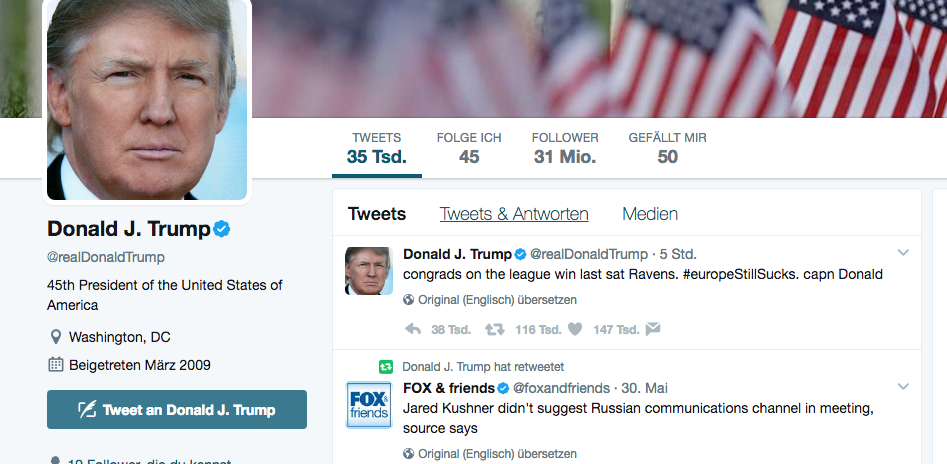 TWEETS FOLGE ICH FOLLOWER GEFÄLLT MIR
35 Tsd. 45 31 Mio. 50
Donald J. Trump
@realDonaldTrump
45th President of the United States of
America
Washington, DC
Beigetreten März 2009
Tweet an Donald J. Trump
19 Follower, die du kennst
Tweets Tweets & Antworten Medien
Donald J. Trump @realDonaldTrump · 5 Std.
congrads on the league win last sat Ravens. #europeStillSucks. capn Donald
Original (Englisch) übersetzen
38 Tsd. 116 Tsd. 147 Tsd.
Donald J. Trump hat retweetet
FOX & friends @foxandfriends · 30. Mai
FOX&
friends
Jared Kushner didn't suggest Russian communications channel in meeting,
source says
Original (Englisch) übersetzen